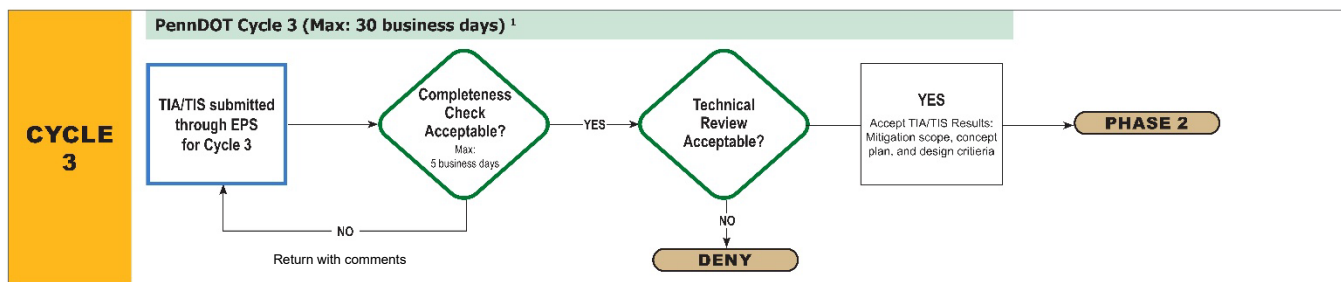 PennDOT Cycle 3 (Max: 30 business days) 1
CYCLE
3
TIA/TIS submitted
through EPS
for Cycle 3
Completeness
Check
Acceptable?
Max:
5 business days
YES
Technical
Review
Acceptable?
YES
Accept TIA/TIS Results:
Mitigation scope, concept
plan, and design critieria
PHASE 2
NO
Return with comments
NO
DENY